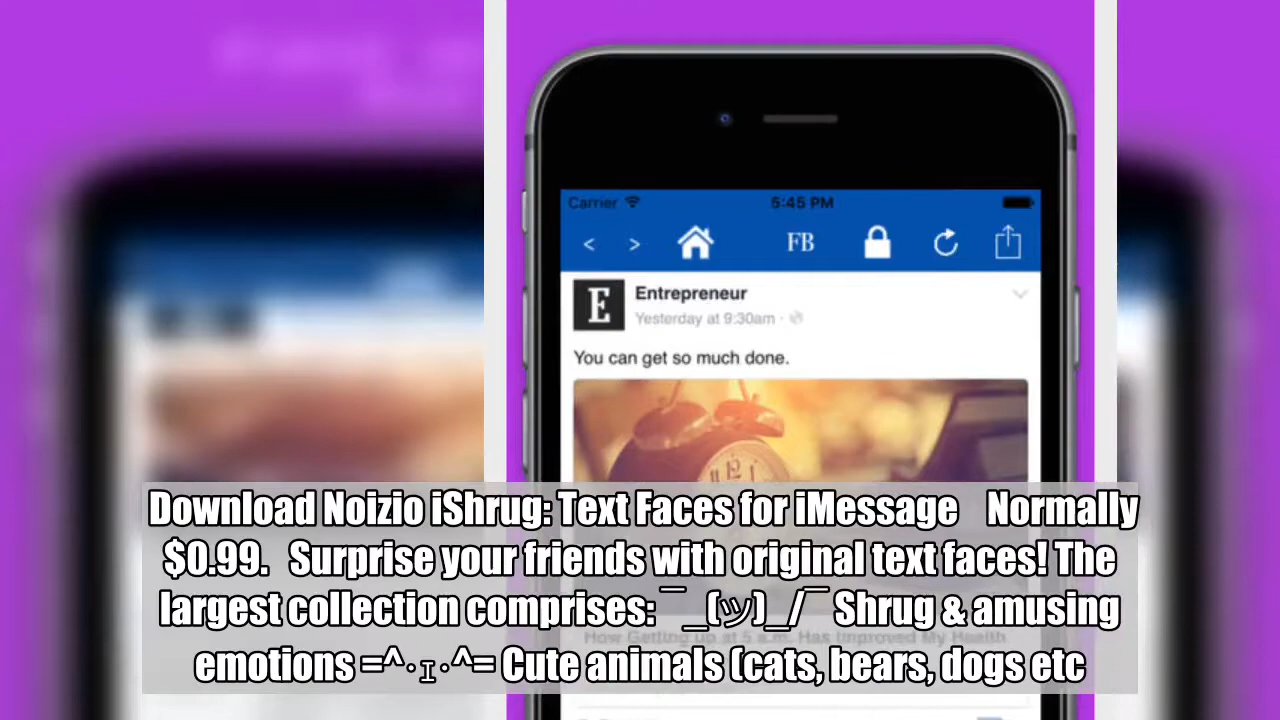 Carrier 5:45 PM
< > FB
E Entrepreneur
Yesterday at 9:30am ·
You can get so much done.
Download Noizio iShrug: Text Faces for iMessage Normally
$0.99. Surprise your friends with original text faces! The
largest collection comprises: ¯ _(ツ)_/¯ Shrug & amusing
How Getting up at 5 a.m. Has Improved My Health
emotions =^·ɪ·^= Cute animals (cats, bears, dogs etc